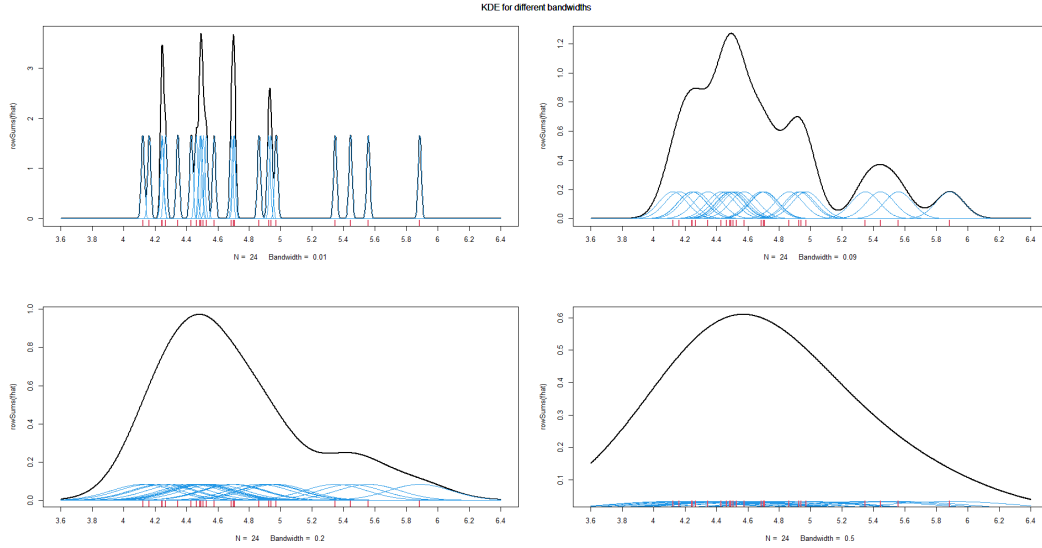 KDE for different bandwidths
rowSums(fhat)
0 1 2 3
3.6 3.8 4 4.2 4.4 4.6 4.8 5 5.2 5.4 5.6 5.8 6 6.2 6.4
N = 24 Bandwidth = 0.01
rowSums(fhat)
0.0 0.2 0.4 0.6 0.8 1.0 1.2
3.6 3.8 4 4.2 4.4 4.6 4.8 5 5.2 5.4 5.6 5.8 6 6.2 6.4
N = 24 Bandwidth = 0.09
rowSums(fhat)
0.0 0.2 0.4 0.6 0.8 1.0
3.6 3.8 4 4.2 4.4 4.6 4.8 5 5.2 5.4 5.6 5.8 6 6.2 6.4
N = 24 Bandwidth = 0.2
rowSums(fhat)
0.1 0.2 0.3 0.4 0.5 0.6
3.6 3.8 4 4.2 4.4 4.6 4.8 5 5.2 5.4 5.6 5.8 6 6.2 6.4
N = 24 Bandwidth = 0.5